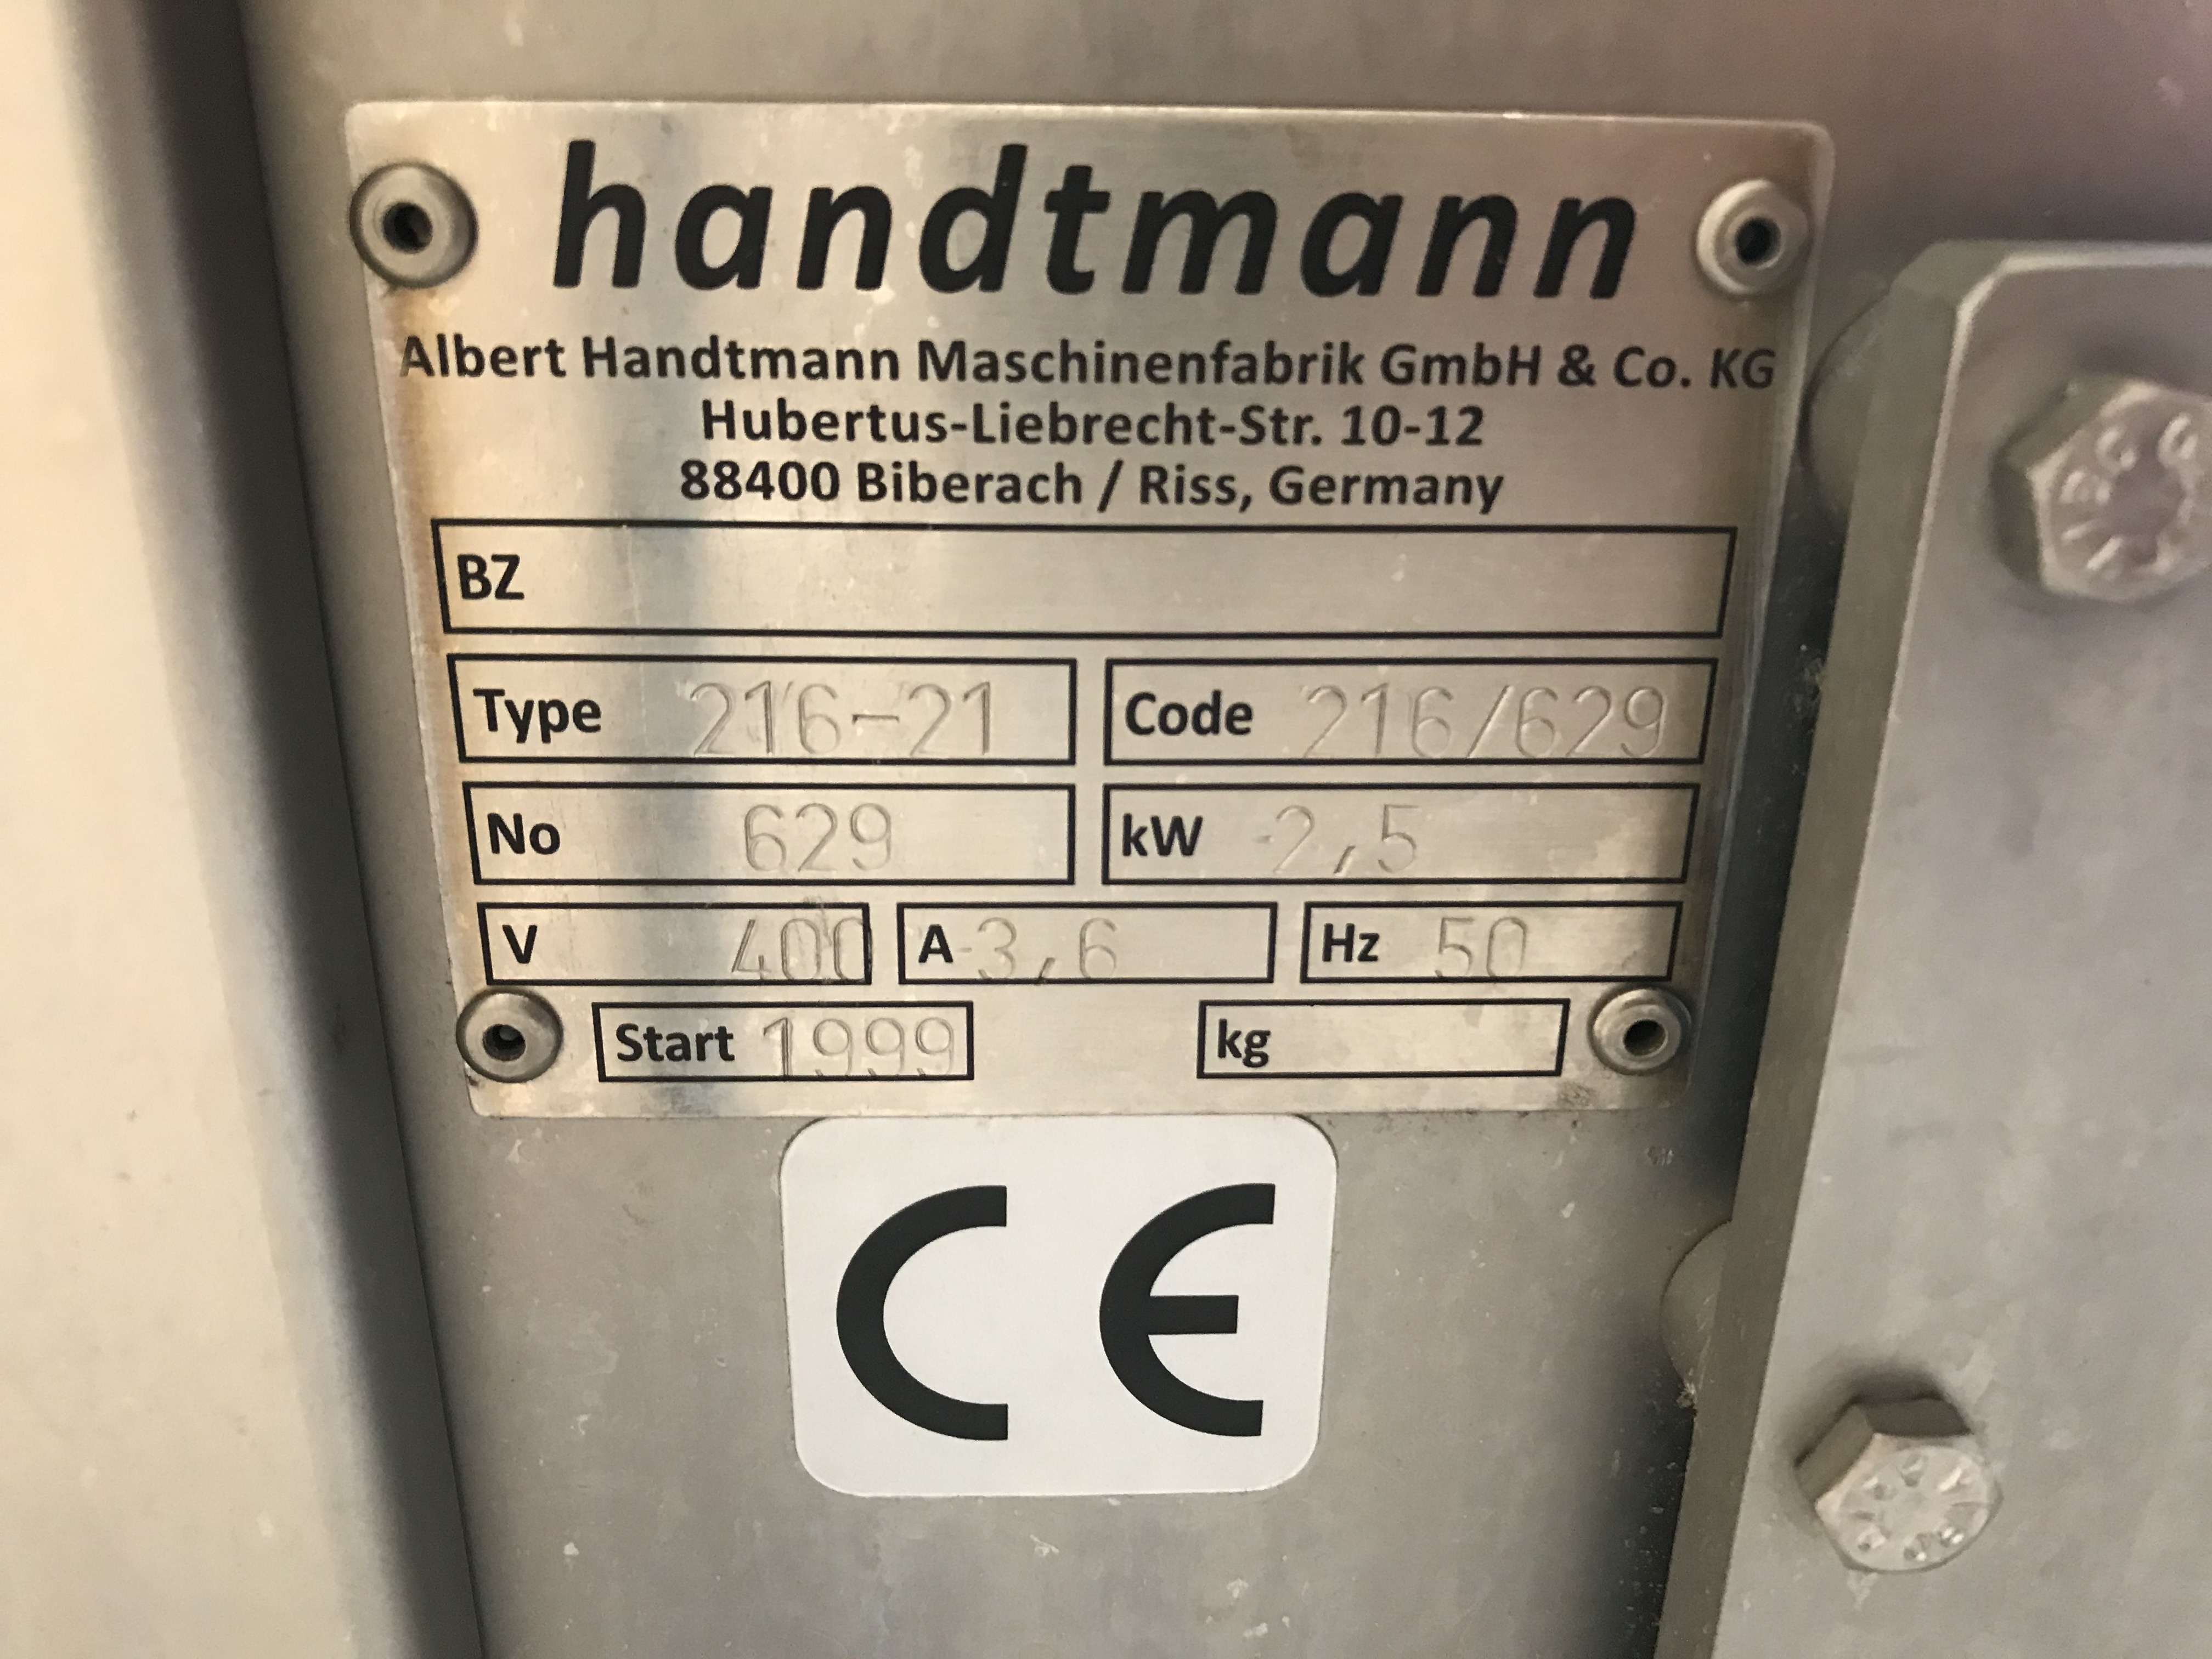 handtmann
Albert Handtmann Maschinenfabrik GmbH & Co. KG
Hubertus-Liebrecht-Str. 10-12
88400 Biberach / Riss, Germany
BZ
Type 216-21 Code 216/629
No 629 kW 2,5
V 400 A 3,6 Hz 50
Start 1999 kg
CE